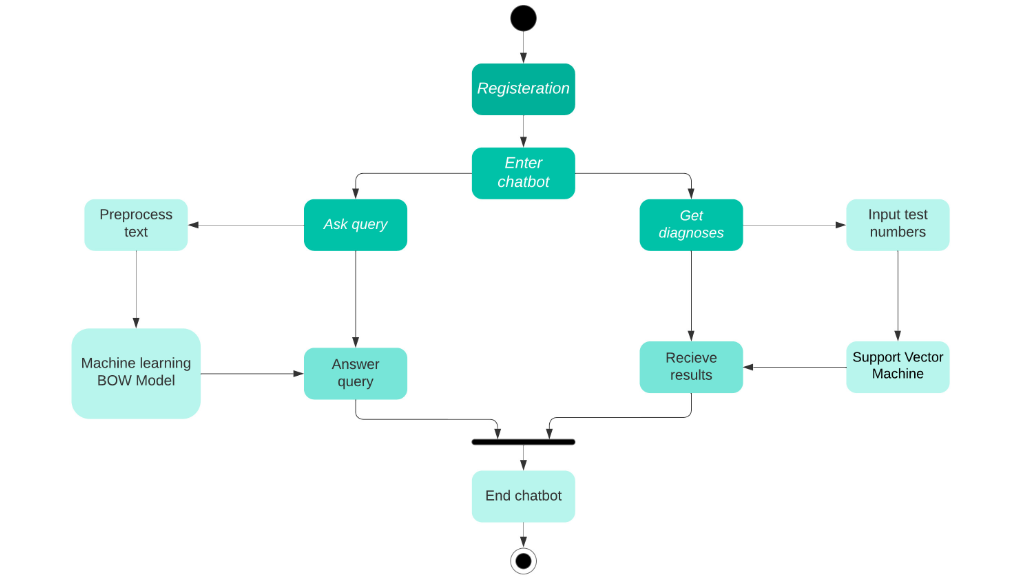 Registeration
Enter
chatbot
Preprocess
text
Ask query
Get
diagnoses
Input test
numbers
Machine learning
BOW Model
Answer
query
Recieve
results
Support Vector
Machine
End chatbot